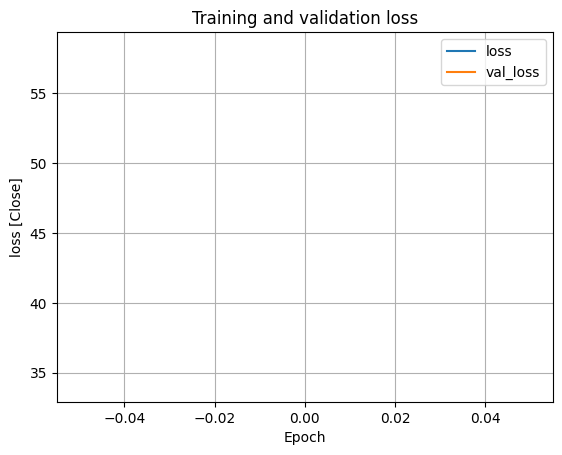 Training and validation loss
loss
val_loss
55
50
45
40
35
loss [Close]
−0.04
−0.02
0.00
0.02
0.04
Epoch